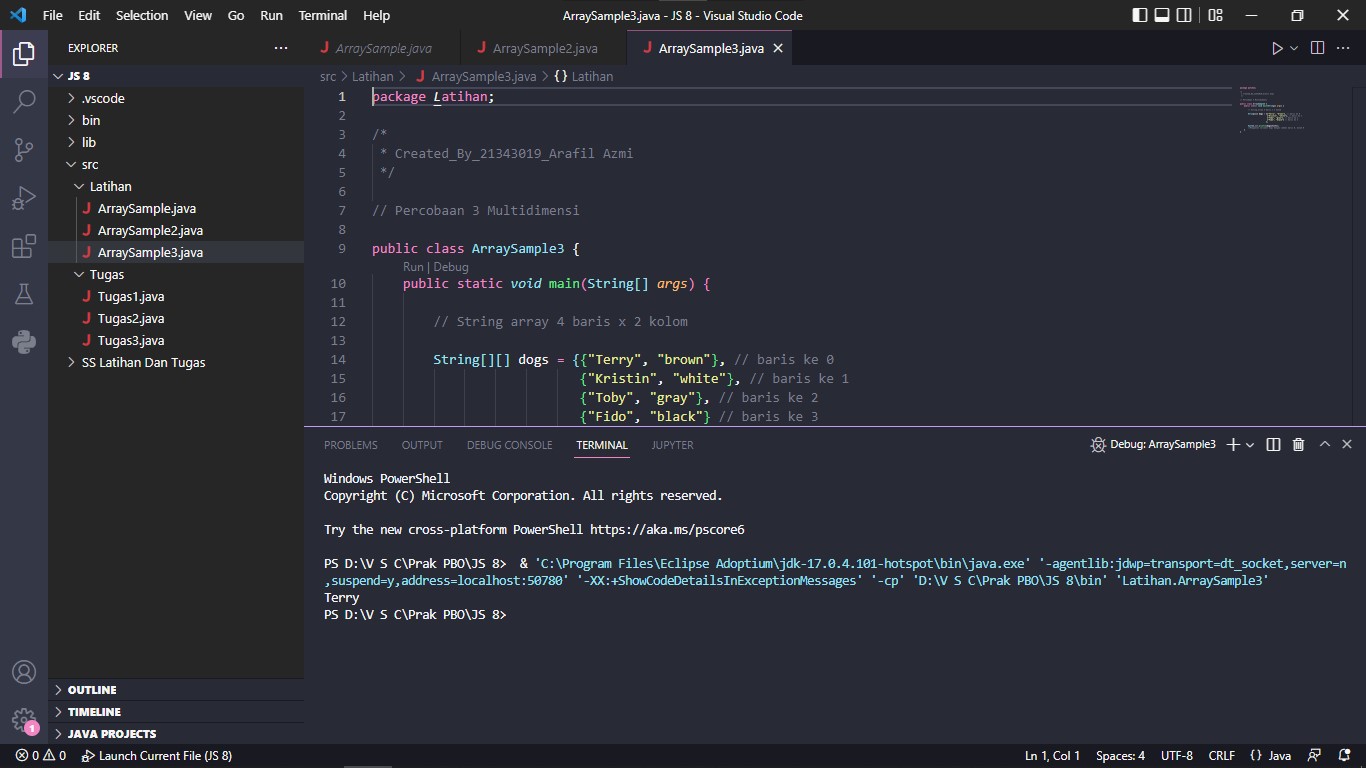 File Edit Selection View Go Run Terminal Help ArraySample3.java - JS 8 - Visual Studio Code
EXPLORER
JS 8
.vscode
bin
lib
src
Latihan
ArraySample.java
ArraySample2.java
ArraySample3.java
Tugas
Tugas1.java
Tugas2.java
Tugas3.java
SS Latihan Dan Tugas
OUTLINE
TIMELINE
JAVA PROJECTS
ArraySample.java ArraySample2.java ArraySample3.java
src > Latihan > ArraySample3.java > {} Latihan
1 package Latihan;
2
3 /*
4 * Created_By_21343019_Arafil Azmi
5 */
6
7 // Percobaan 3 Multidimensi
8
9 public class ArraySample3 {
Run | Debug
10 public static void main(String[] args) {
11
12 // String array 4 baris x 2 kolom
13
14 String[][] dogs = {{"Terry", "brown"}, // baris ke 0
15 {"Kristin", "white"}, // baris ke 1
16 {"Toby", "gray"}, // baris ke 2
17 {"Fido", "black"} // baris ke 3
PROBLEMS OUTPUT DEBUG CONSOLE TERMINAL JUPYTER Debug: ArraySample3
Windows PowerShell
Copyright (C) Microsoft Corporation. All rights reserved.
Try the new cross-platform PowerShell https://aka.ms/pscore6
PS D:\V S C\Prak PBO\JS 8> & 'C:\Program Files\Eclipse Adoptium\jdk-17.0.4.101-hotspot\bin\java.exe' '-agentlib:jdwp=transport=dt_socket,server=n
,suspend=y,address=localhost:50780' '-XX:+ShowCodeDetailsInExceptionMessages' '-cp' 'D:\V S C\Prak PBO\JS 8\bin' 'Latihan.ArraySample3'
Terry
PS D:\V S C\Prak PBO\JS 8>
1
0 0 Launch Current File (JS 8) Ln 1, Col 1 Spaces: 4 UTF-8 CRLF {} Java